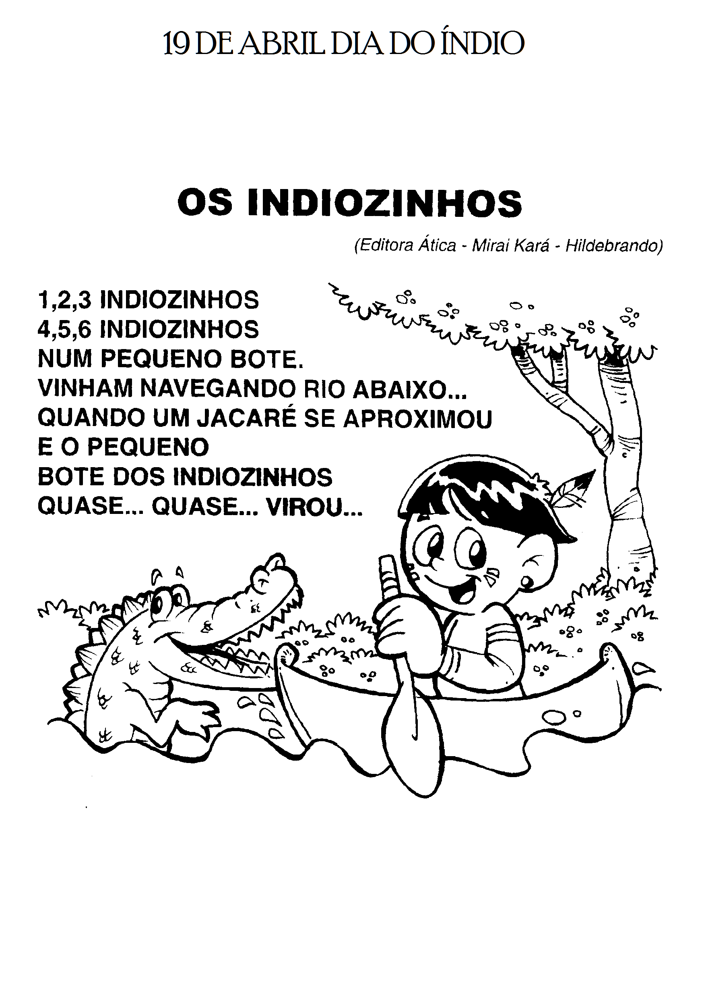 19 DE ABRIL DIA DO ÍNDIO
OS INDIOZINHOS
(Editora Ática - Mirai Kará - Hildebrando)
1,2,3 INDIOZINHOS
4,5,6 INDIOZINHOS
NUM PEQUENO BOTE.
VINHAM NAVEGANDO RIO ABAIXO...
QUANDO UM JACARÉ SE APROXIMOU
E O PEQUENO
BOTE DOS INDIOZINHOS
QUASE... QUASE... VIROU...